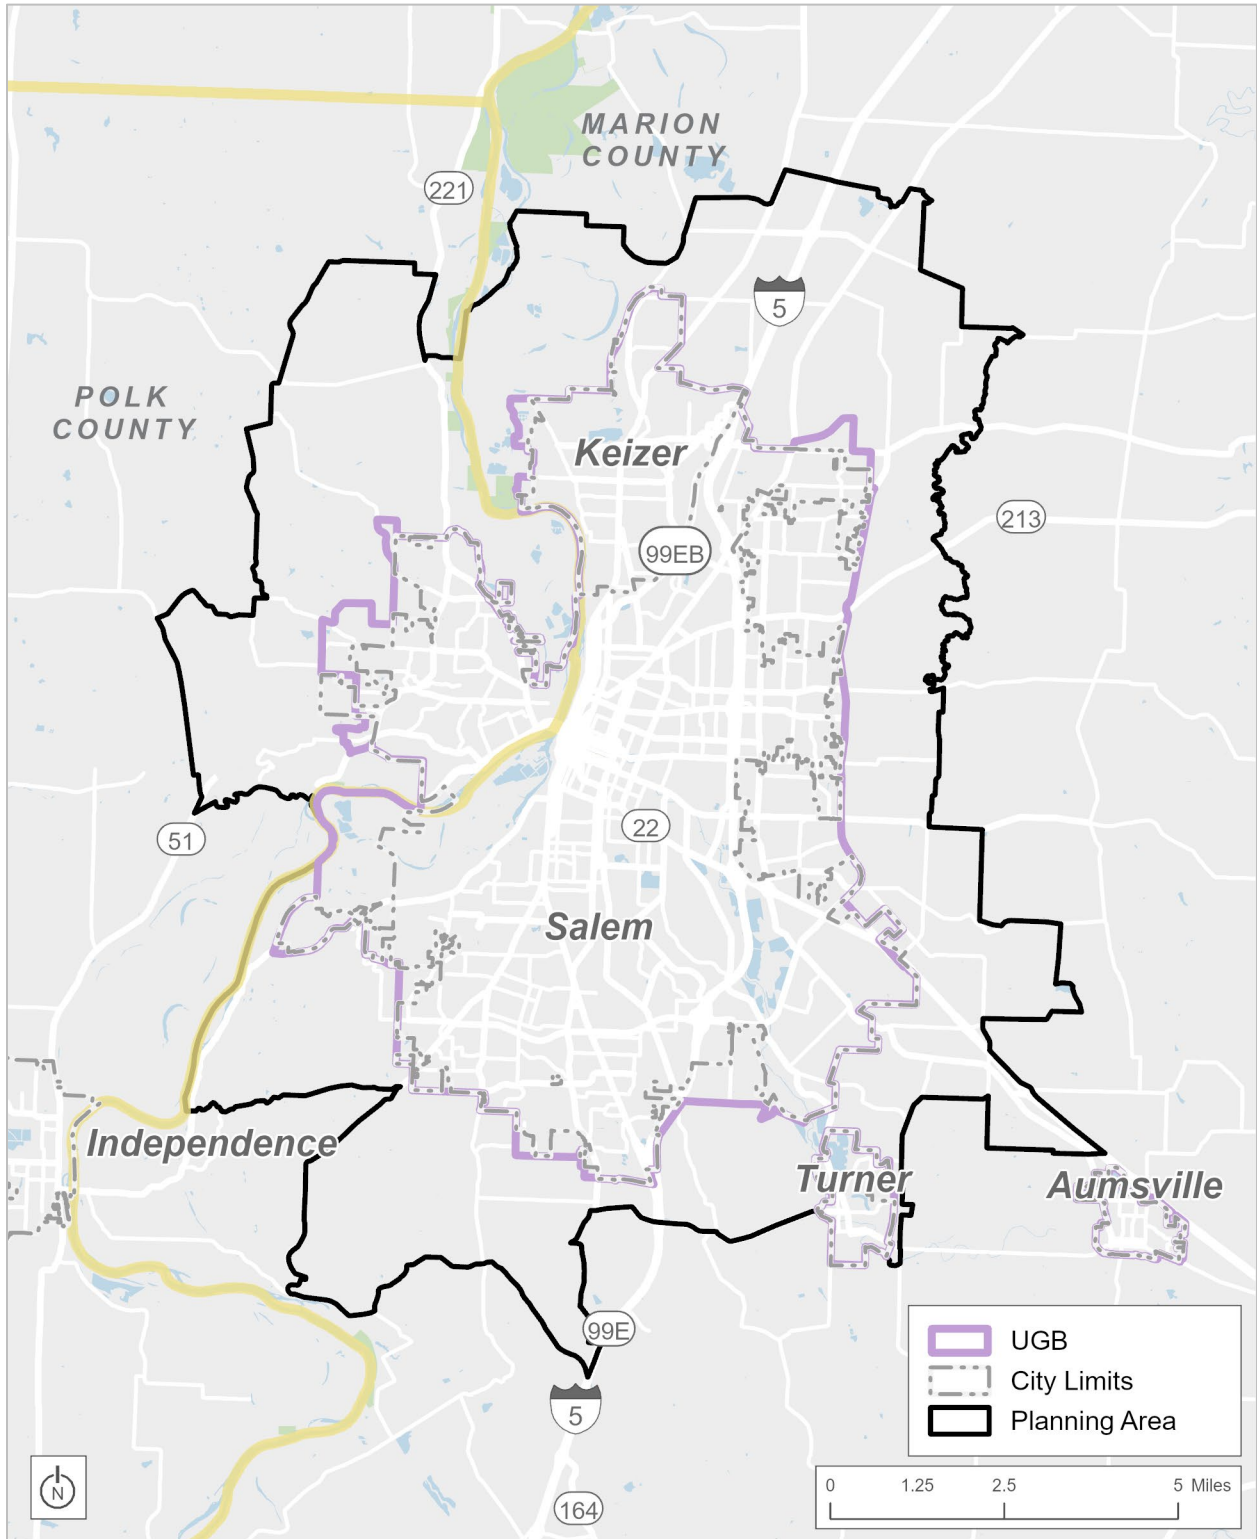 MARION
COUNTY
221
5
POLK
COUNTY
Keizer
213
99EB
51
22
Salem
Independence
Turner
Aumsville
99E
5
164
UGB
City Limits
Planning Area
N
0 1.25 2.5 5 Miles